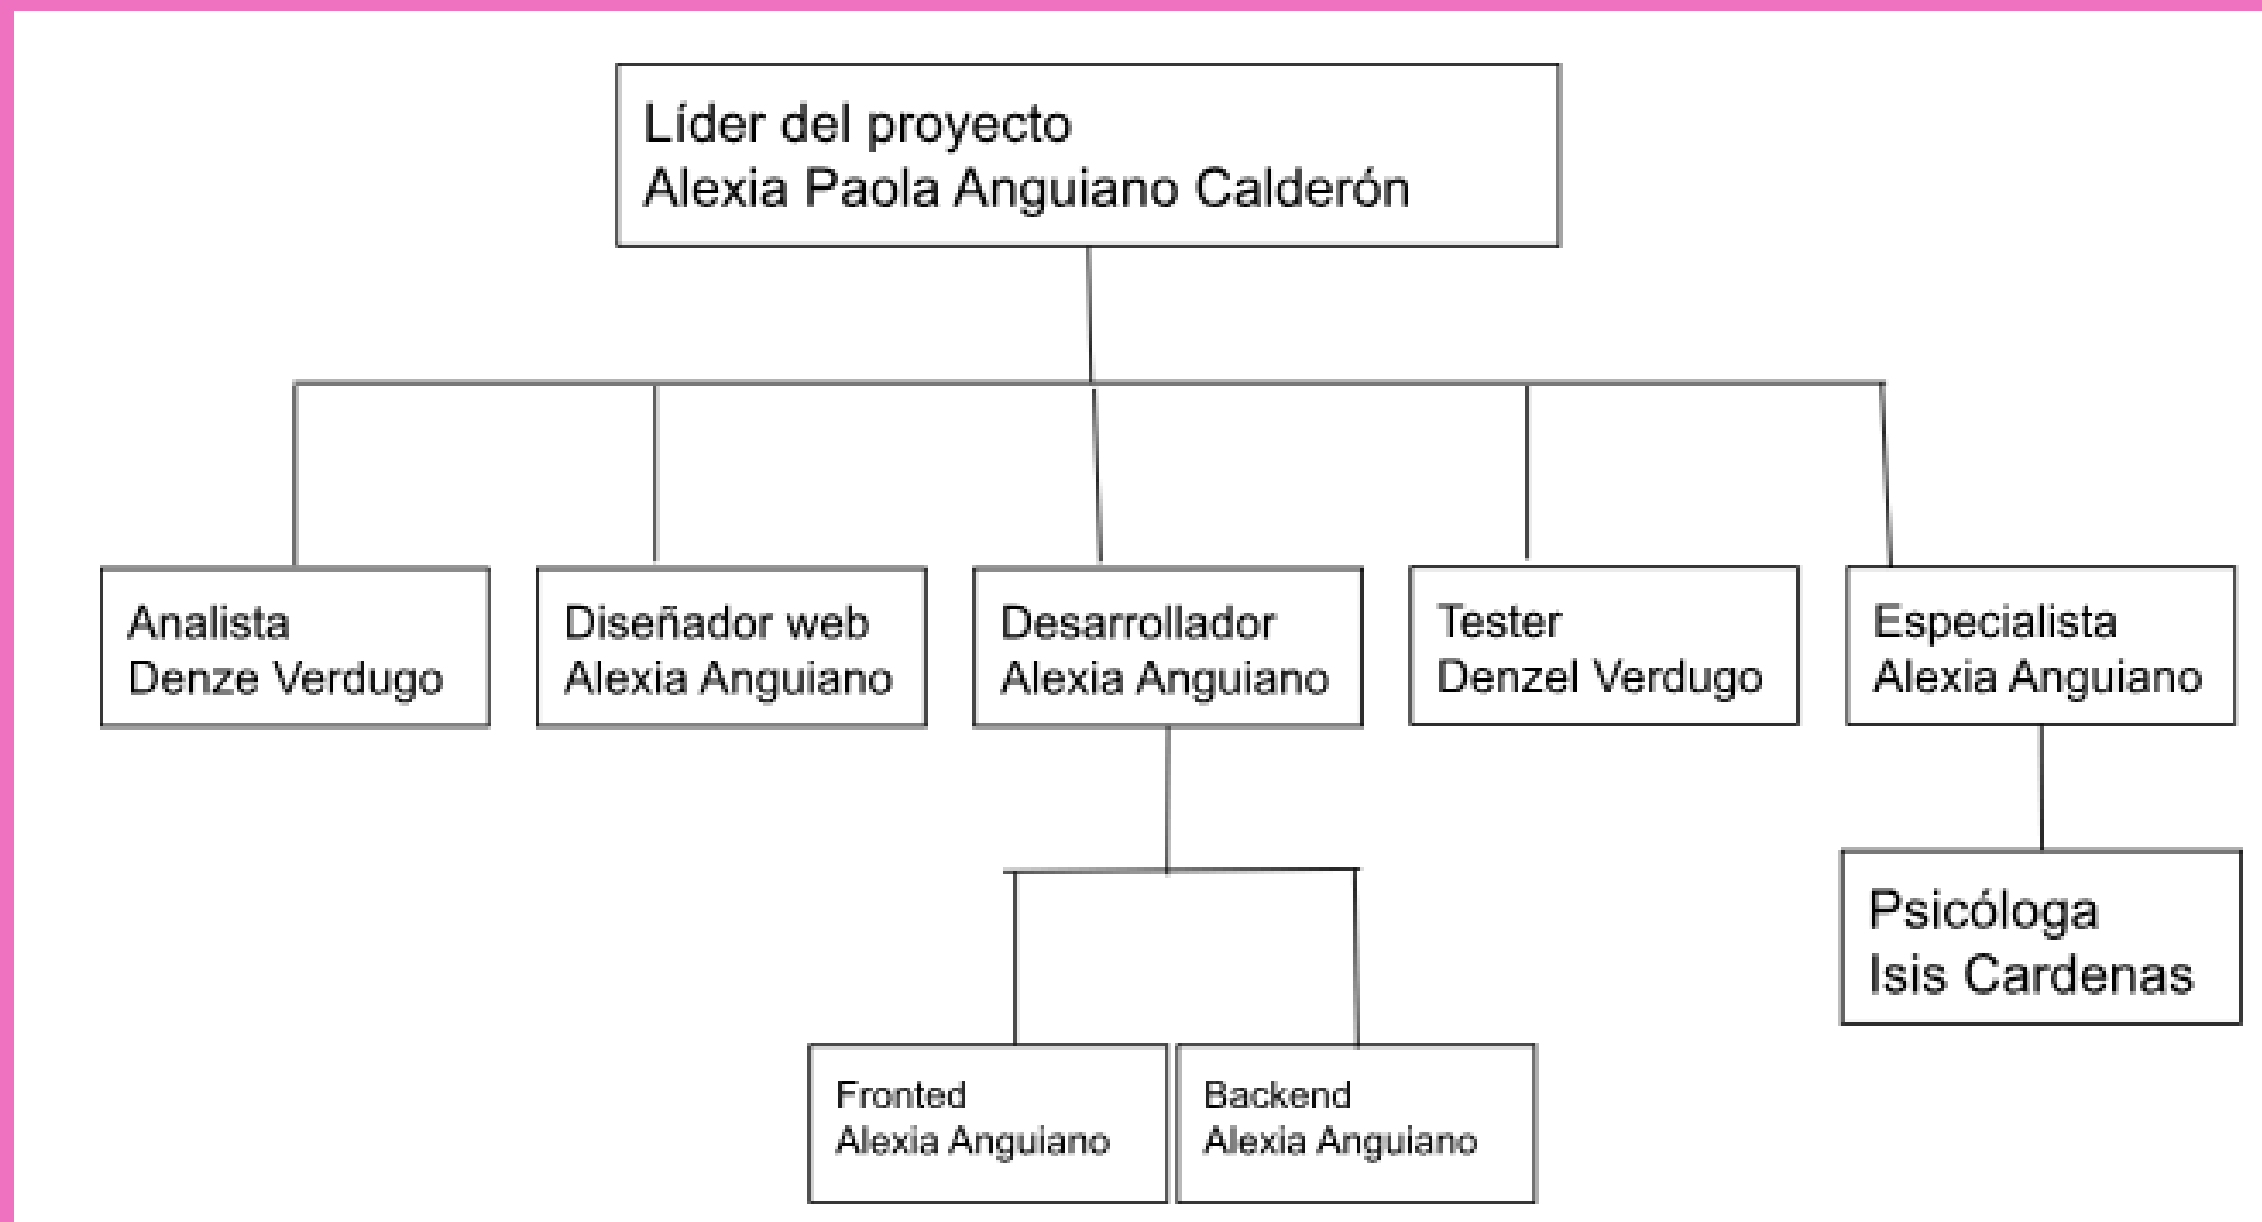 Líder del proyecto
Alexia Paola Anguiano Calderón
Analista
Denze Verdugo
Diseñador web
Alexia Anguiano
Desarrollador
Alexia Anguiano
Tester
Denzel Verdugo
Especialista
Alexia Anguiano
Psicóloga
Isis Cardenas
Fronted
Alexia Anguiano
Backend
Alexia Anguiano